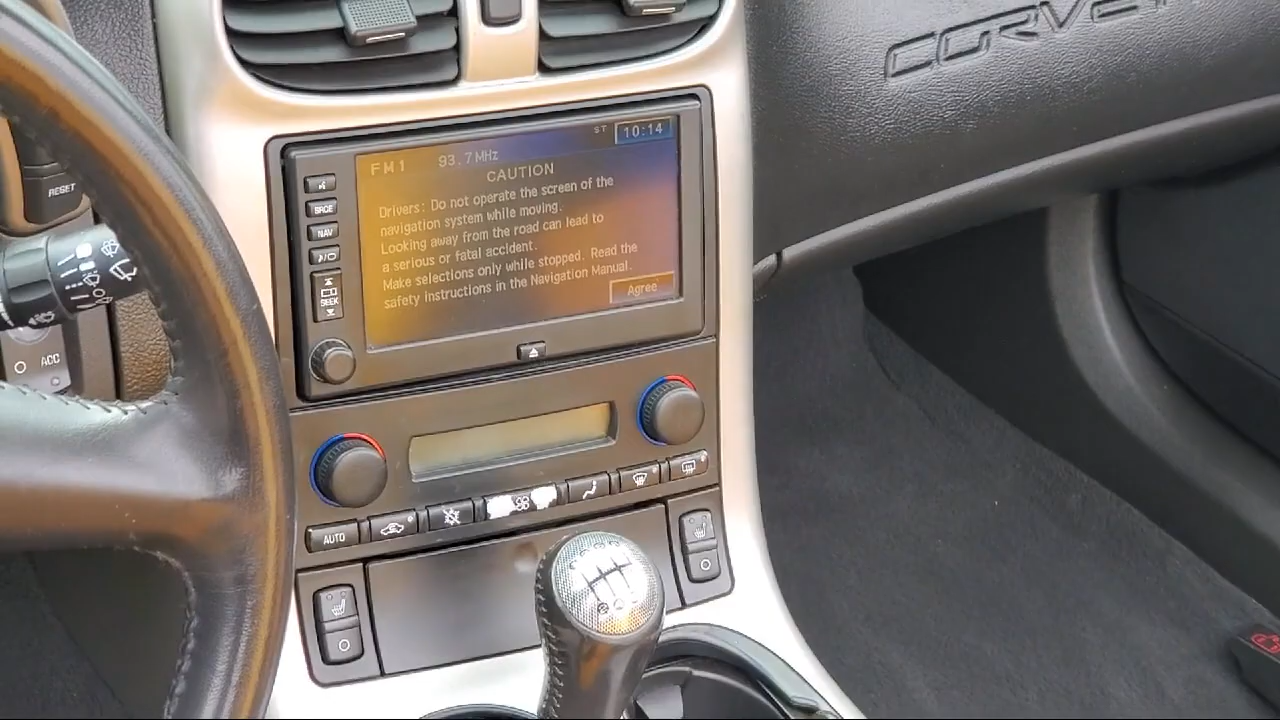 CORVET
RESET
ST
10:14
FM1 93.7MHz
CAUTION
Drivers: Do not operate the screen of the
navigation system while moving.
Looking away from the road can lead to
a serious or fatal accident.
Make selections only while stopped. Read the
safety instructions in the Navigation Manual.
Agree
SRCE
NAV
SEEK
ACC
AUTO